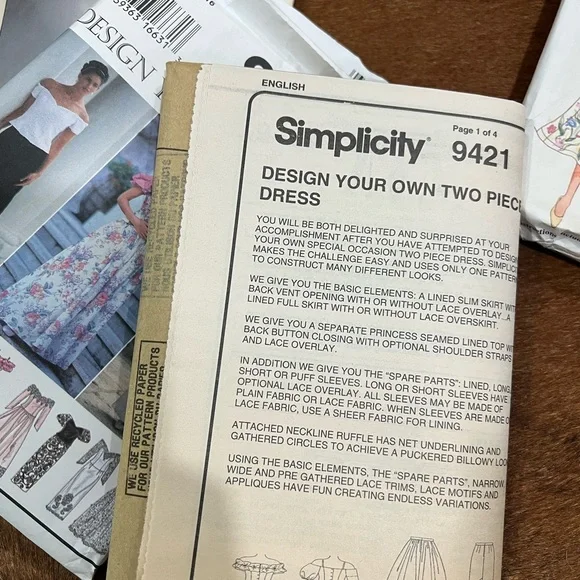 59363 16631
DESIGN
ENGLISH
Simplicity® 9421
Page 1 of 4
DESIGN YOUR OWN TWO PIECE
DRESS
YOU WILL BE BOTH DELIGHTED AND SURPRISED AT YOUR
ACCOMPLISHMENT AFTER YOU HAVE ATTEMPTED TO DESIGN
YOUR OWN SPECIAL OCCASION TWO PIECE DRESS. SIMPLIC
MAKES THE CHALLENGE EASY AND USES ONLY ONE PATTERN
TO CONSTRUCT MANY DIFFERENT LOOKS.
WE GIVE YOU THE BASIC ELEMENTS: A LINED SLIM SKIRT WITH
BACK VENT OPENING WITH OR WITHOUT LACE OVERLAY...A
LINED FULL SKIRT WITH OR WITHOUT LACE OVERSKIRT.
WE GIVE YOU A SEPARATE PRINCESS SEAMED LINED TOP WITH
BACK BUTTON CLOSING WITH OPTIONAL SHOULDER STRAPS
AND LACE OVERLAY.
IN ADDITION WE GIVE YOU THE "SPARE PARTS": LINED, LONG,
SHORT OR PUFF SLEEVES. LONG OR SHORT SLEEVES HAVE
OPTIONAL LACE OVERLAY. ALL SLEEVES MAY BE MADE OF
PLAIN FABRIC OR LACE FABRIC. WHEN SLEEVES ARE MADE OF
LACE FABRIC, USE A SHEER FABRIC FOR LINING.
ATTACHED NECKLINE RUFFLE HAS NET UNDERLINING AND
GATHERED CIRCLES TO ACHIEVE A PUCKERED BILLOWY LOOK
USING THE BASIC ELEMENTS, THE "SPARE PARTS", NARROW,
WIDE AND PRE GATHERED LACE TRIMS, LACE MOTIFS AND
APPLIQUES HAVE FUN CREATING ENDLESS VARIATIONS.
WE USE RECYCLED PAPER
FOR OUR PATTERN PRODUCTS